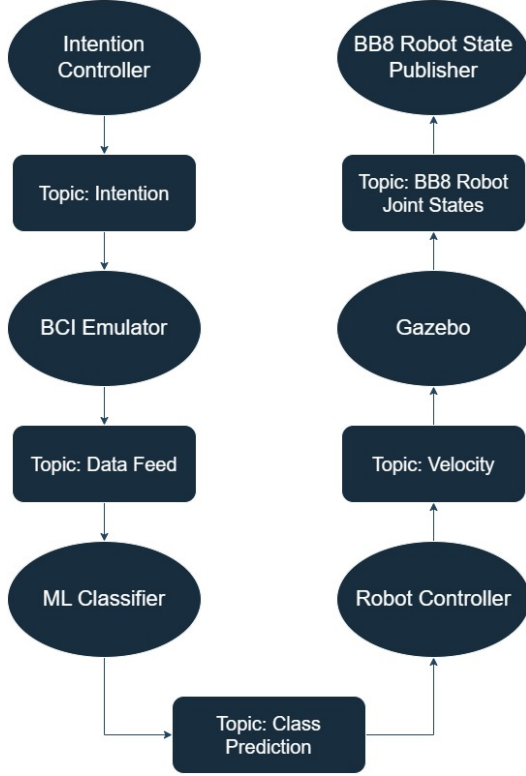 Intention
Controller
Topic: Intention
BCI Emulator
Topic: Data Feed
ML Classifier
Topic: Class
Prediction
Robot Controller
Topic: Velocity
Gazebo
Topic: BB8 Robot
Joint States
BB8 Robot State
Publisher